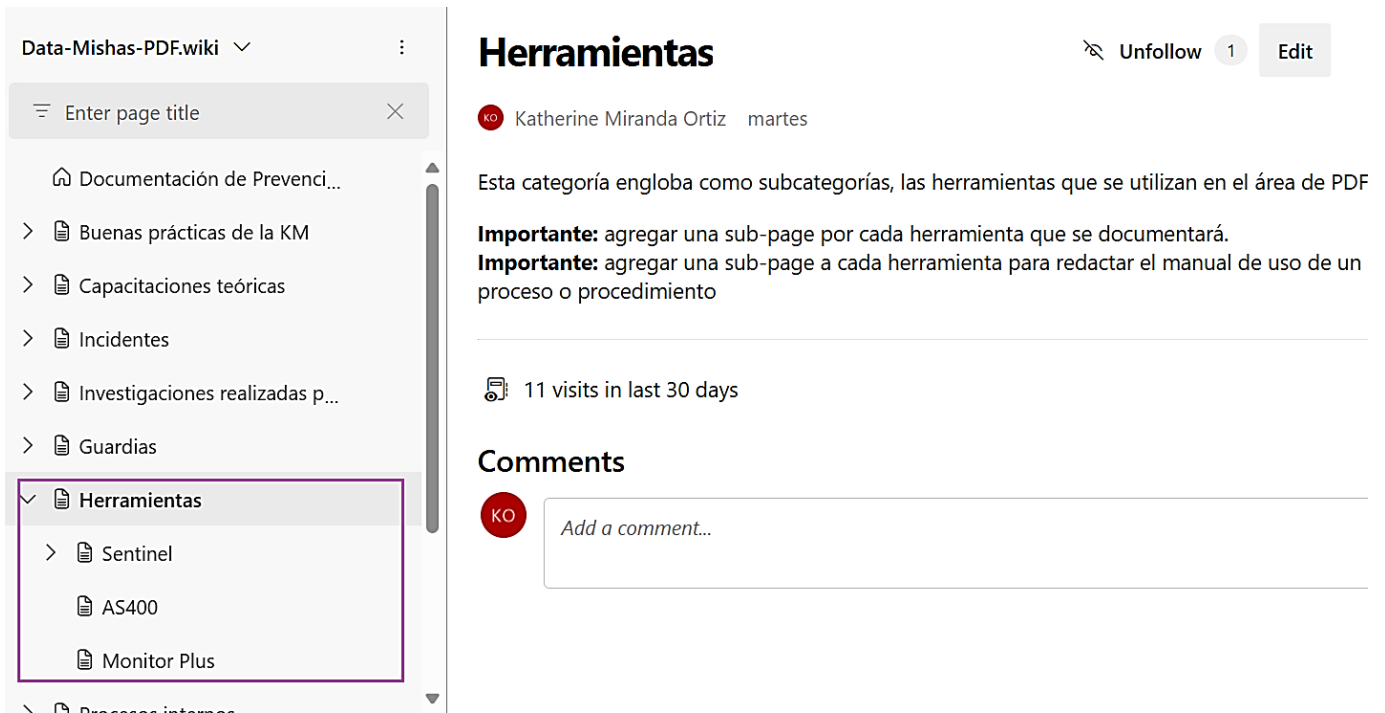 Data-Mishas-PDF.wiki
Enter page title
Documentación de Prevenci...
Buenas prácticas de la KM
Capacitaciones teóricas
Incidentes
Investigaciones realizadas p...
Guardias
Herramientas
Sentinel
AS400
Monitor Plus
Procesos internos
Herramientas
Unfollow 1 Edit
KO Katherine Miranda Ortiz martes
Esta categoría engloba como subcategorías, las herramientas que se utilizan en el área de PDF
Importante: agregar una sub-page por cada herramienta que se documentará.
Importante: agregar una sub-page a cada herramienta para redactar el manual de uso de un
proceso o procedimiento
11 visits in last 30 days
Comments
KO
Add a comment...